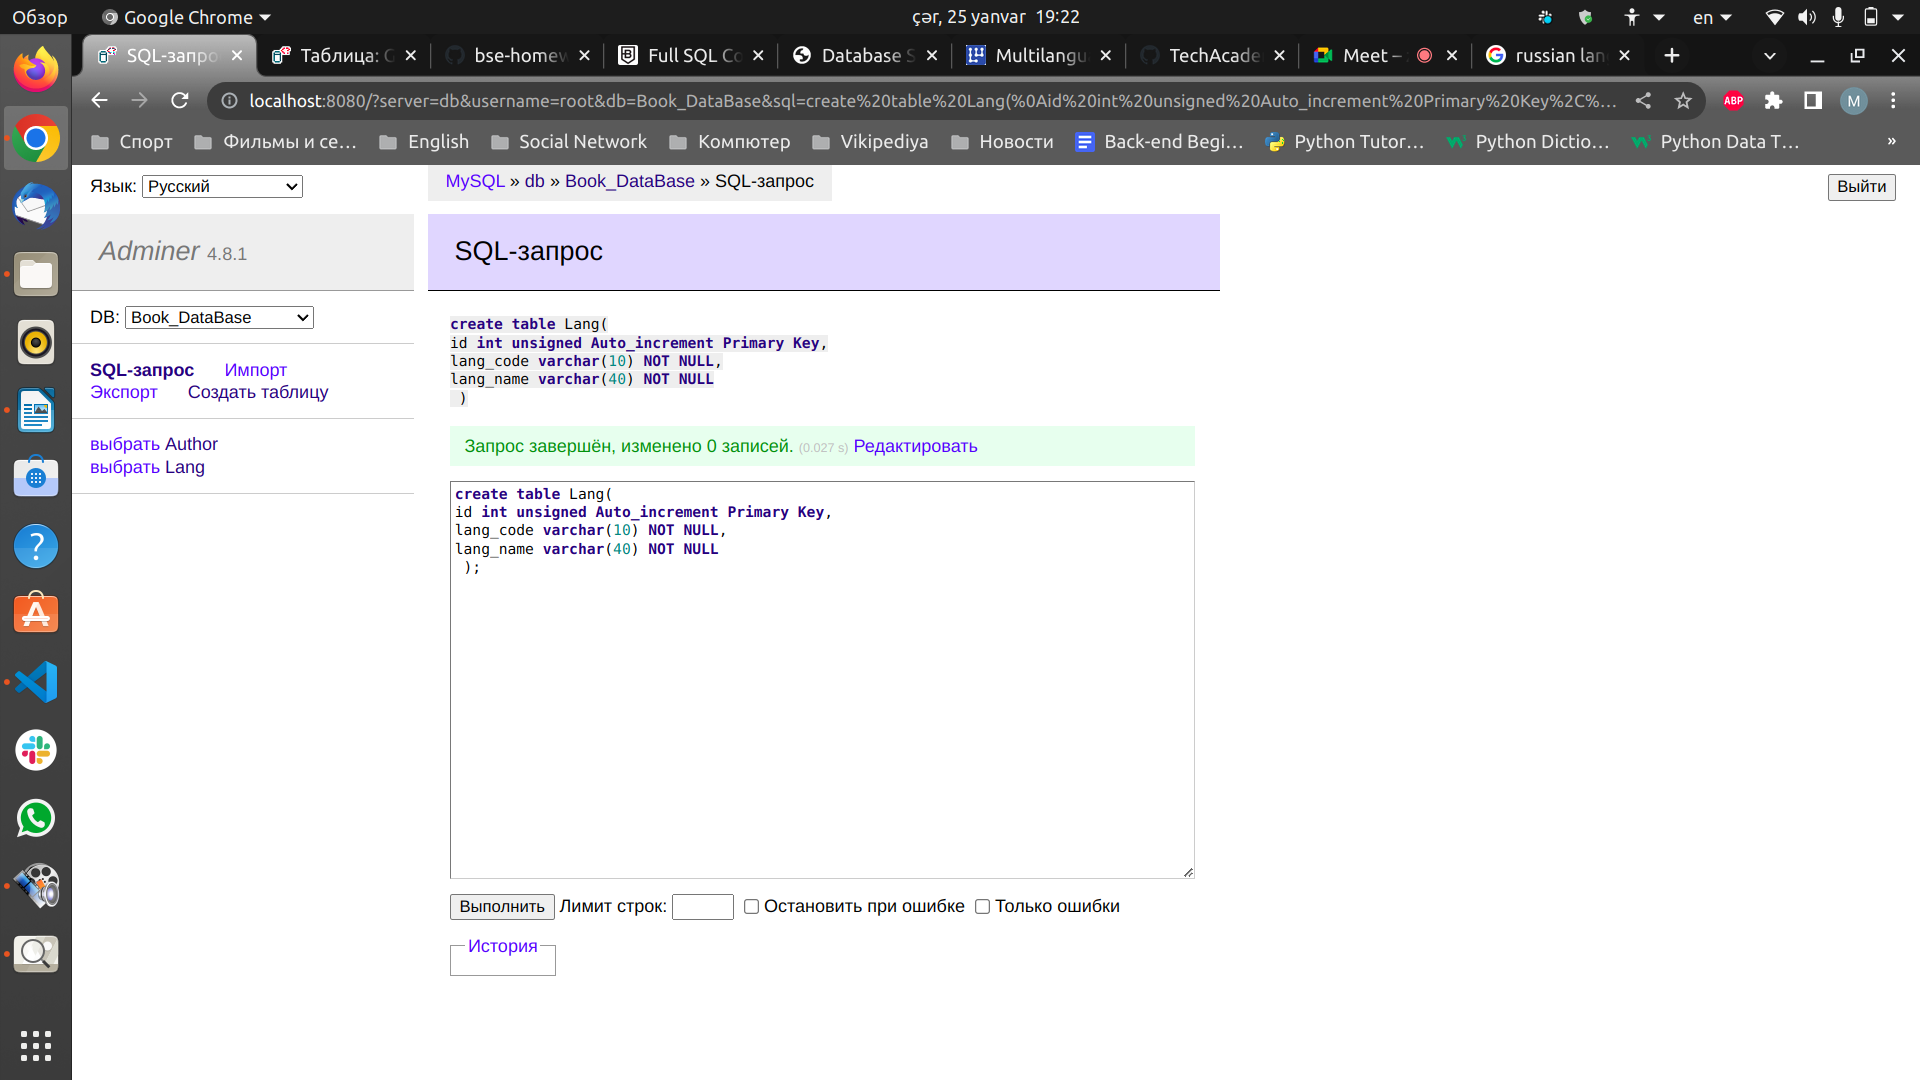 Обзор
Google Chrome
çər, 25 yanvar 19:22
en
SQL-запро
Таблица: G
bse-homew
Full SQL Co
Database S
Multilangu
TechAcade
Meet –
russian lan
localhost:8080/?server=db&username=root&db=Book_DataBase&sql=create%20table%20Lang(%0Aid%20int%20unsigned%20Auto_increment%20Primary%20Key%2C%...
ABP
M
Спорт
Фильмы и се...
English
Social Network
Компютер
Vikipediya
Новости
Back-end Begi...
Python Tutor...
Python Dictio...
Python Data T...
»
Язык: Русский
MySQL » db » Book_DataBase » SQL-запрос
Выйти
Adminer 4.8.1
SQL-запрос
DB: Book_DataBase
SQL-запрос Импорт
Экспорт Создать таблицу
выбрать Author
выбрать Lang
create table Lang(
id int unsigned Auto_increment Primary Key,
lang_code varchar(10) NOT NULL,
lang_name varchar(40) NOT NULL
)
Запрос завершён, изменено 0 записей. (0.027 s) Редактировать
create table Lang(
id int unsigned Auto_increment Primary Key,
lang_code varchar(10) NOT NULL,
lang_name varchar(40) NOT NULL
);
Выполнить Лимит строк: Остановить при ошибке Только ошибки
История